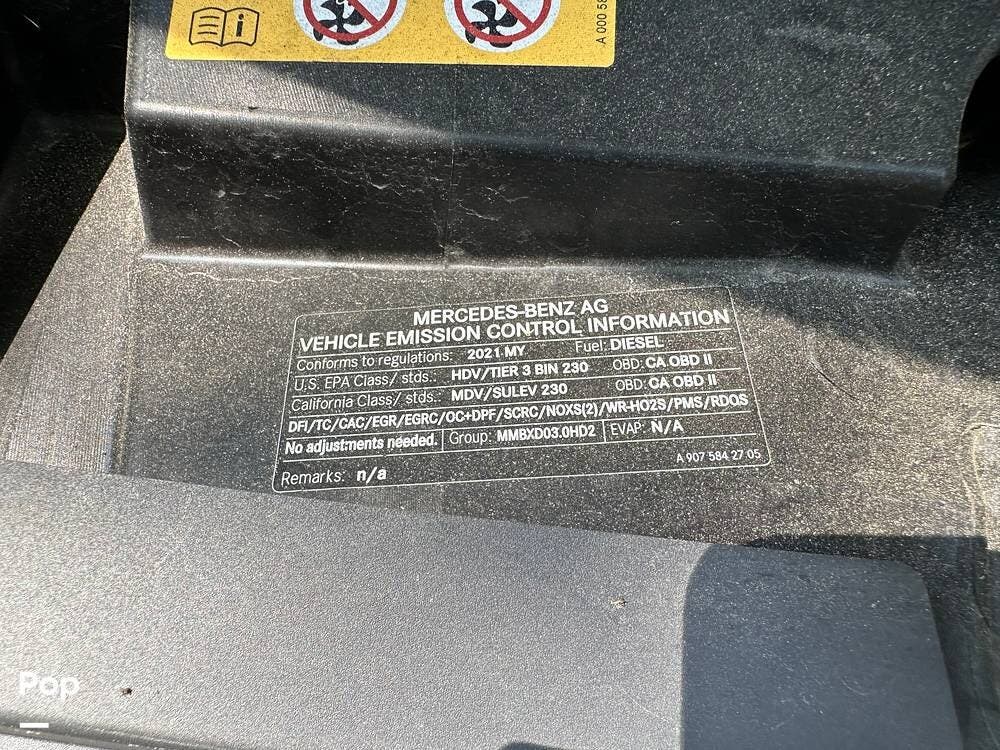 A 000 58
MERCEDES-BENZ AG
VEHICLE EMISSION CONTROL INFORMATION
Conforms to regulations: 2021 MY Fuel: DIESEL
U.S. EPA Class/ stds.: HDV/TIER 3 BIN 230 OBD: CA OBD II
California Class/ stds.: MDV/SULEV 230 OBD: CA OBD II
DFI/TC/CAC/EGR/EGRC/OC+DPF/SCRC/NOXS(2)/WR-HO2S/PMS/RDQS
No adjustments needed. Group: MMBXD03.0HD2 EVAP: N/A
A 907 584 27 05
Remarks: n/a
Pop